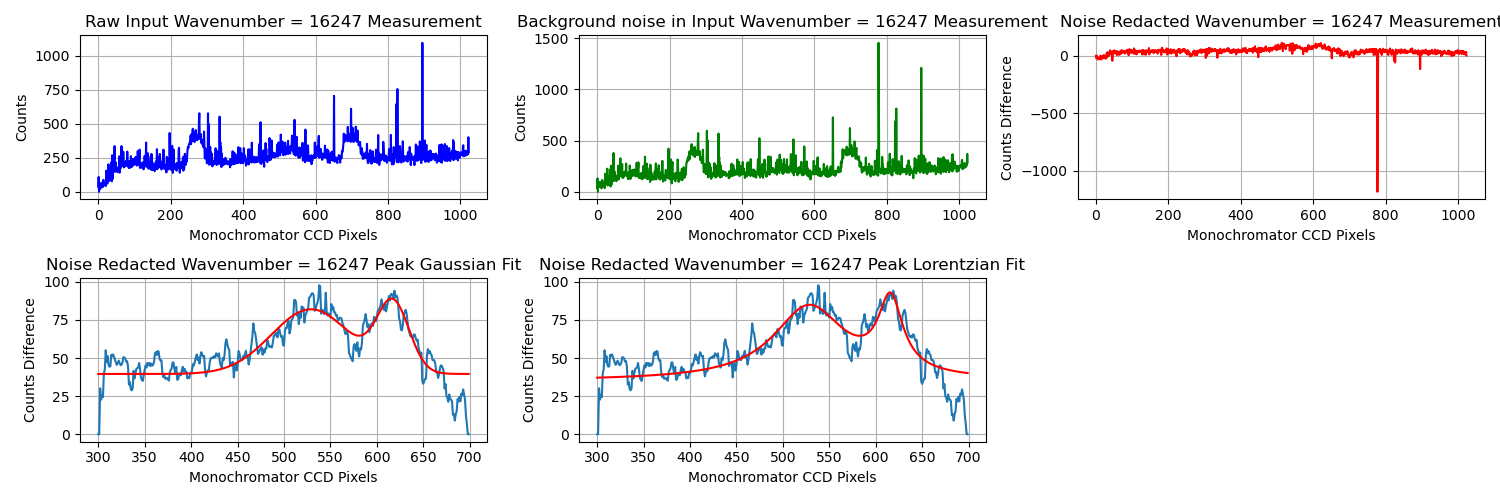 Raw Input Wavenumber = 16247 Measurement
Counts
1000
750
500
250
0
0 200 400 600 800 1000
Monochromator CCD Pixels
Background noise in Input Wavenumber = 16247 Measurement
Counts
1500
1000
500
0
0 200 400 600 800 1000
Monochromator CCD Pixels
Noise Redacted Wavenumber = 16247 Measurement
Counts Difference
0
−500
−1000
0 200 400 600 800 1000
Monochromator CCD Pixels
Noise Redacted Wavenumber = 16247 Peak Gaussian Fit
Counts Difference
100
75
50
25
0
300 350 400 450 500 550 600 650 700
Monochromator CCD Pixels
Noise Redacted Wavenumber = 16247 Peak Lorentzian Fit
Counts Difference
100
75
50
25
0
300 350 400 450 500 550 600 650 700
Monochromator CCD Pixels